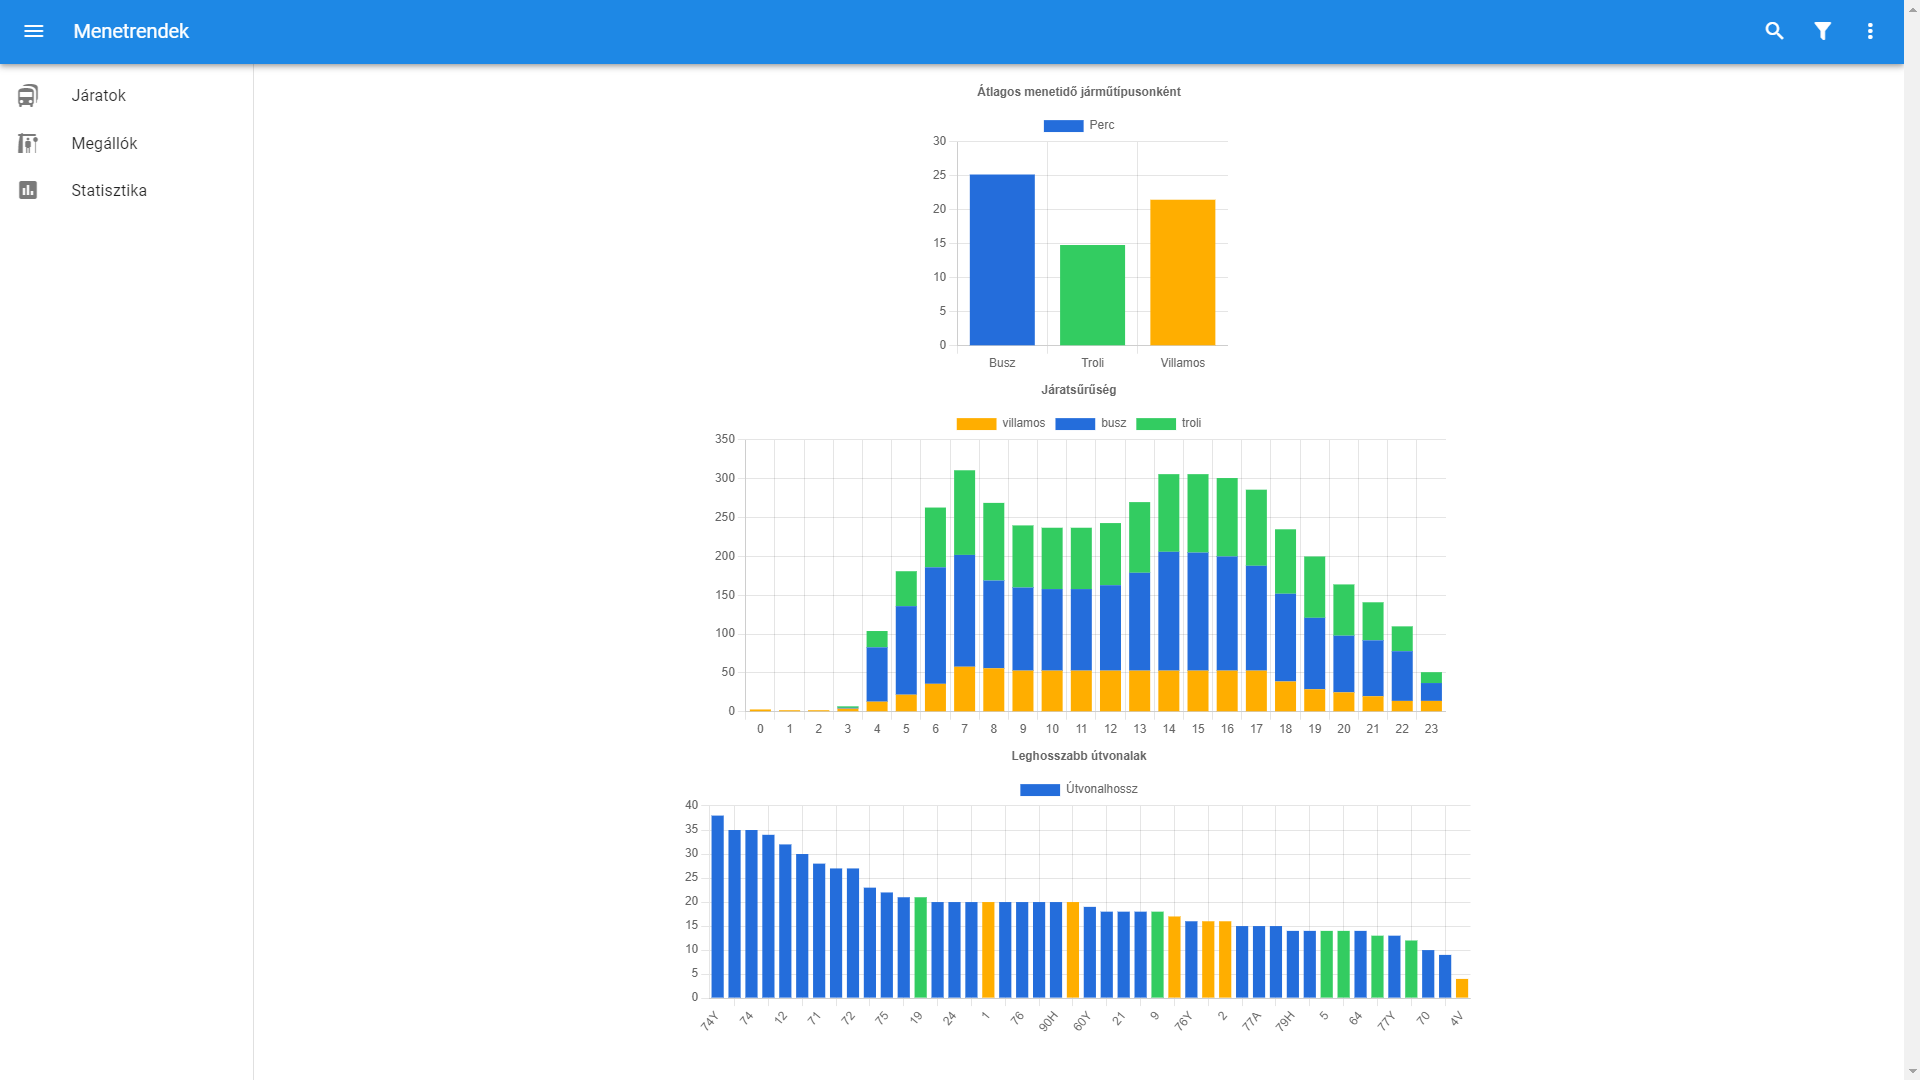 Menetrendek
Járatok
Megállók
Statisztika
Átlagos menetidő járműtípusonként
Perc
30
25
20
15
10
5
0
Busz Troli Villamos
Járatsűrűség
villamos busz troli
350
300
250
200
150
100
50
0
0 1 2 3 4 5 6 7 8 9 10 11 12 13 14 15 16 17 18 19 20 21 22 23
Leghosszabb útvonalak
Útvonalhossz
40
35
30
25
20
15
10
5
0
74Y 74 12 71 72 75 19 24 1 76 90H 60Y 21 9 76Y 2 77A 79H 5 64 77Y 70 4V